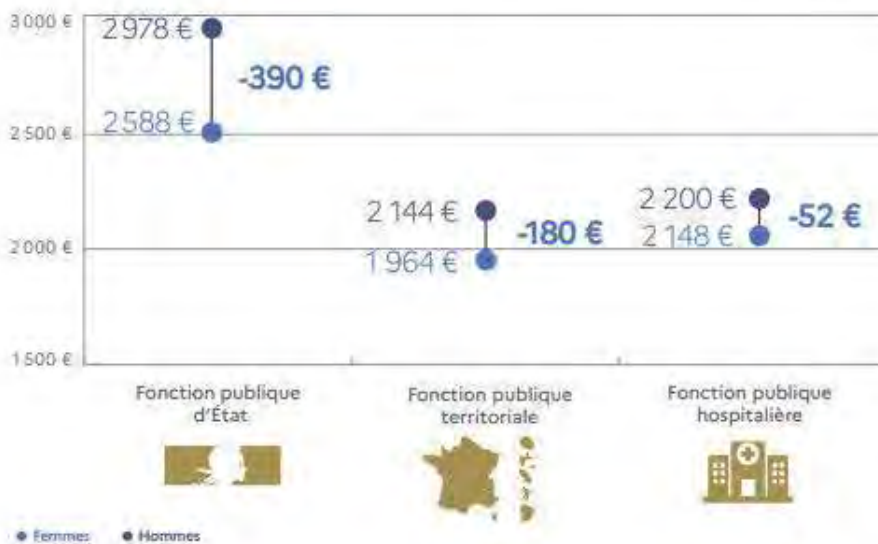 3 000 €
2 978 €
-390 €
2 588 €
2 500 €
2 144 €
-180 €
1 964 €
2 200 €
-52 €
2 148 €
2 000 €
1 500 €
Fonction publique
d'État
Fonction publique
territoriale
Fonction publique
hospitalière
Femmes
Hommes